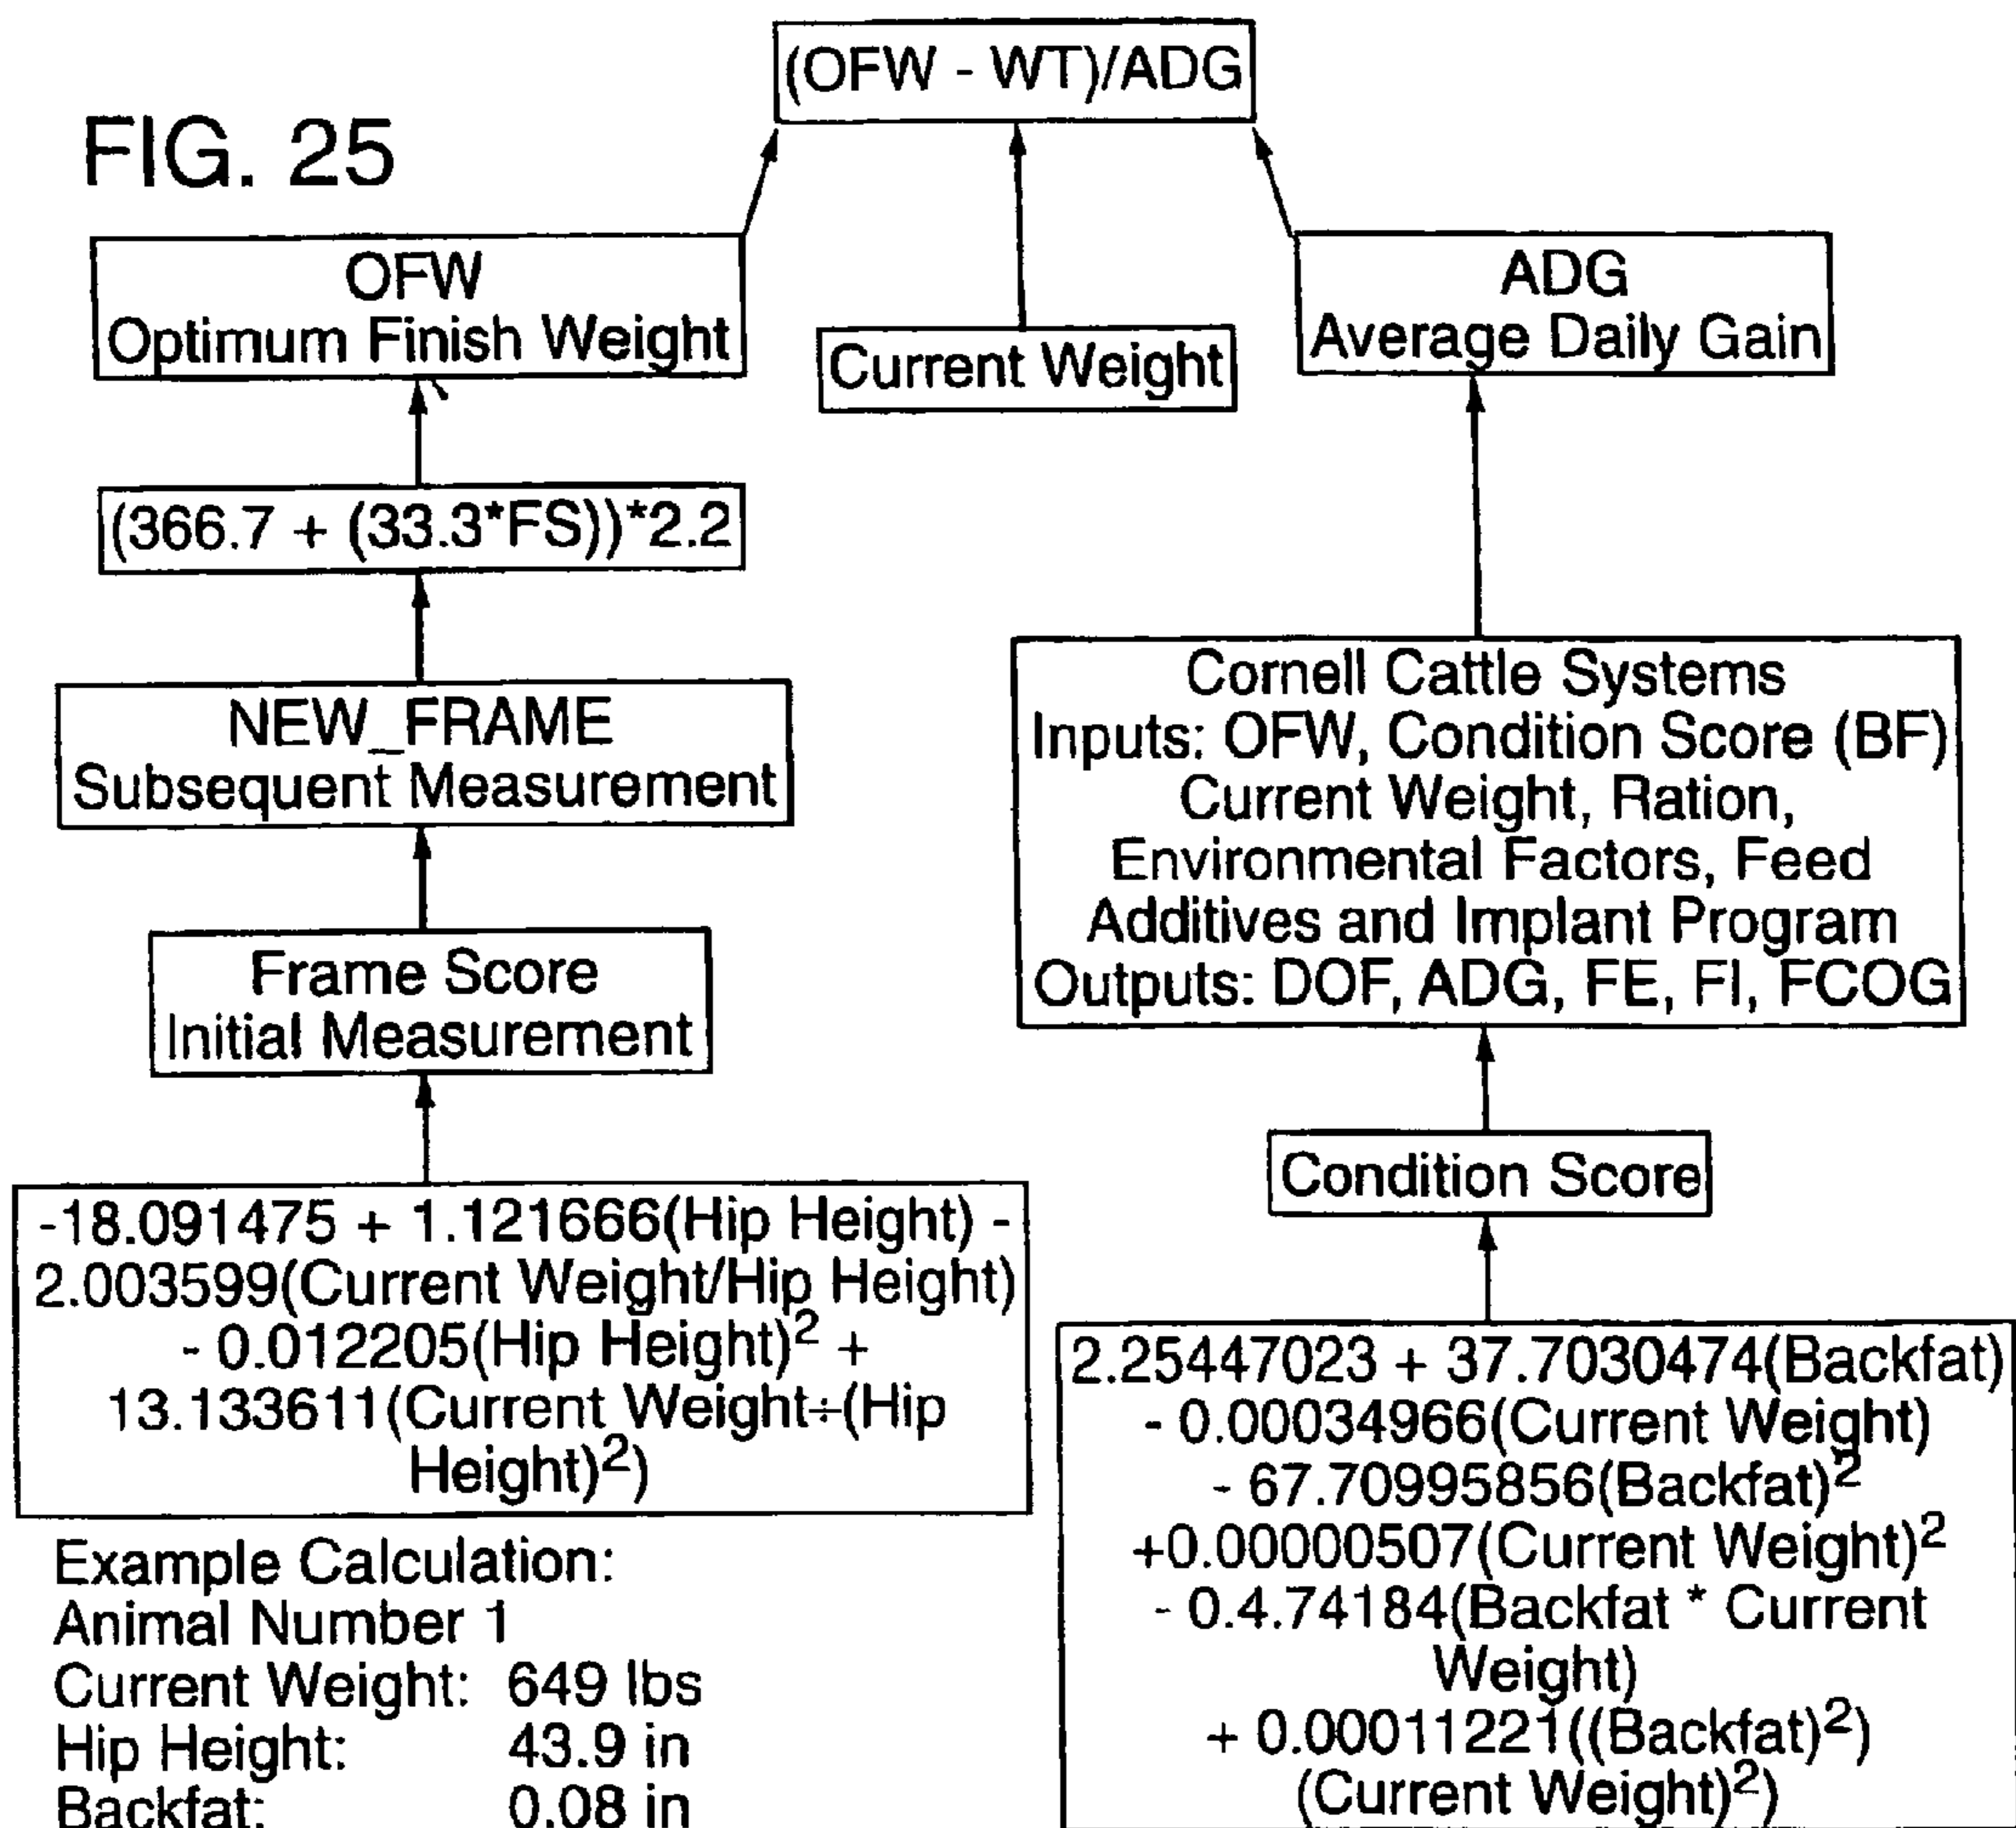 FIG. 25
(OFW - WT)/ADG
OFW
Optimum Finish Weight
Current Weight
ADG
Average Daily Gain
(366.7 + (33.3*FS))*2.2
NEW_FRAME
Subsequent Measurement
Frame Score
Initial Measurement
-18.091475 + 1.121666(Hip Height) -
2.003599(Current Weight/Hip Height)
- 0.012205(Hip Height)² +
13.133611(Current Weight÷(Hip
Height)²)
Cornell Cattle Systems
Inputs: OFW, Condition Score (BF)
Current Weight, Ration,
Environmental Factors, Feed
Additives and Implant Program
Outputs: DOF, ADG, FE, FI, FCOG
Condition Score
2.25447023 + 37.7030474(Backfat)
- 0.00034966(Current Weight)
- 67.70995856(Backfat)²
+0.00000507(Current Weight)²
- 0.4.74184(Backfat * Current
Weight)
+ 0.00011221((Backfat)²)
(Current Weight)²)
Example Calculation:
Animal Number 1
Current Weight: 649 lbs
Hip Height: 43.9 in
Backfat: 0.08 in